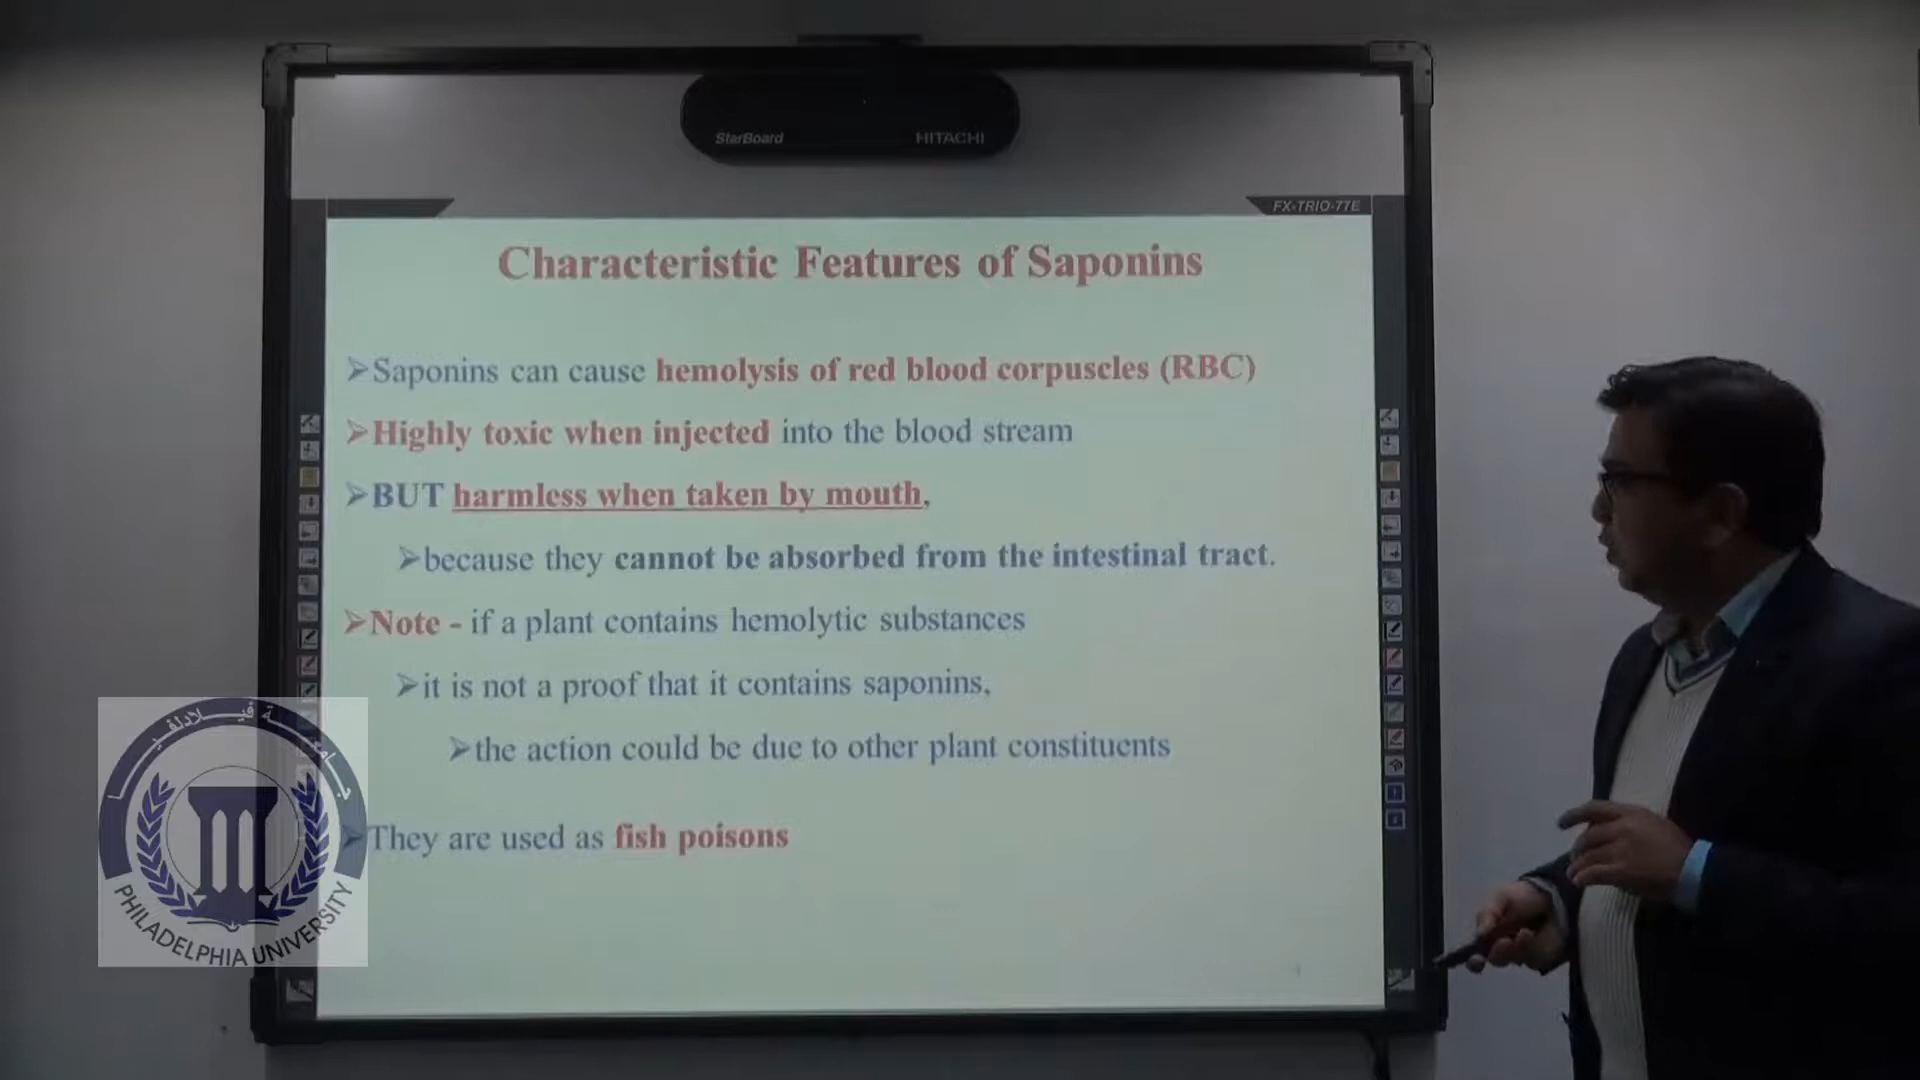 StarBoard HITACHI
FX-TRIO-77E
Characteristic Features of Saponins
➢Saponins can cause hemolysis of red blood corpuscles (RBC)
➢Highly toxic when injected into the blood stream
➢BUT harmless when taken by mouth,
➢because they cannot be absorbed from the intestinal tract.
➢Note - if a plant contains hemolytic substances
➢it is not a proof that it contains saponins,
➢the action could be due to other plant constituents
➢They are used as fish poisons
جامعة فيلادلفيا
PHILADELPHIA UNIVERSITY